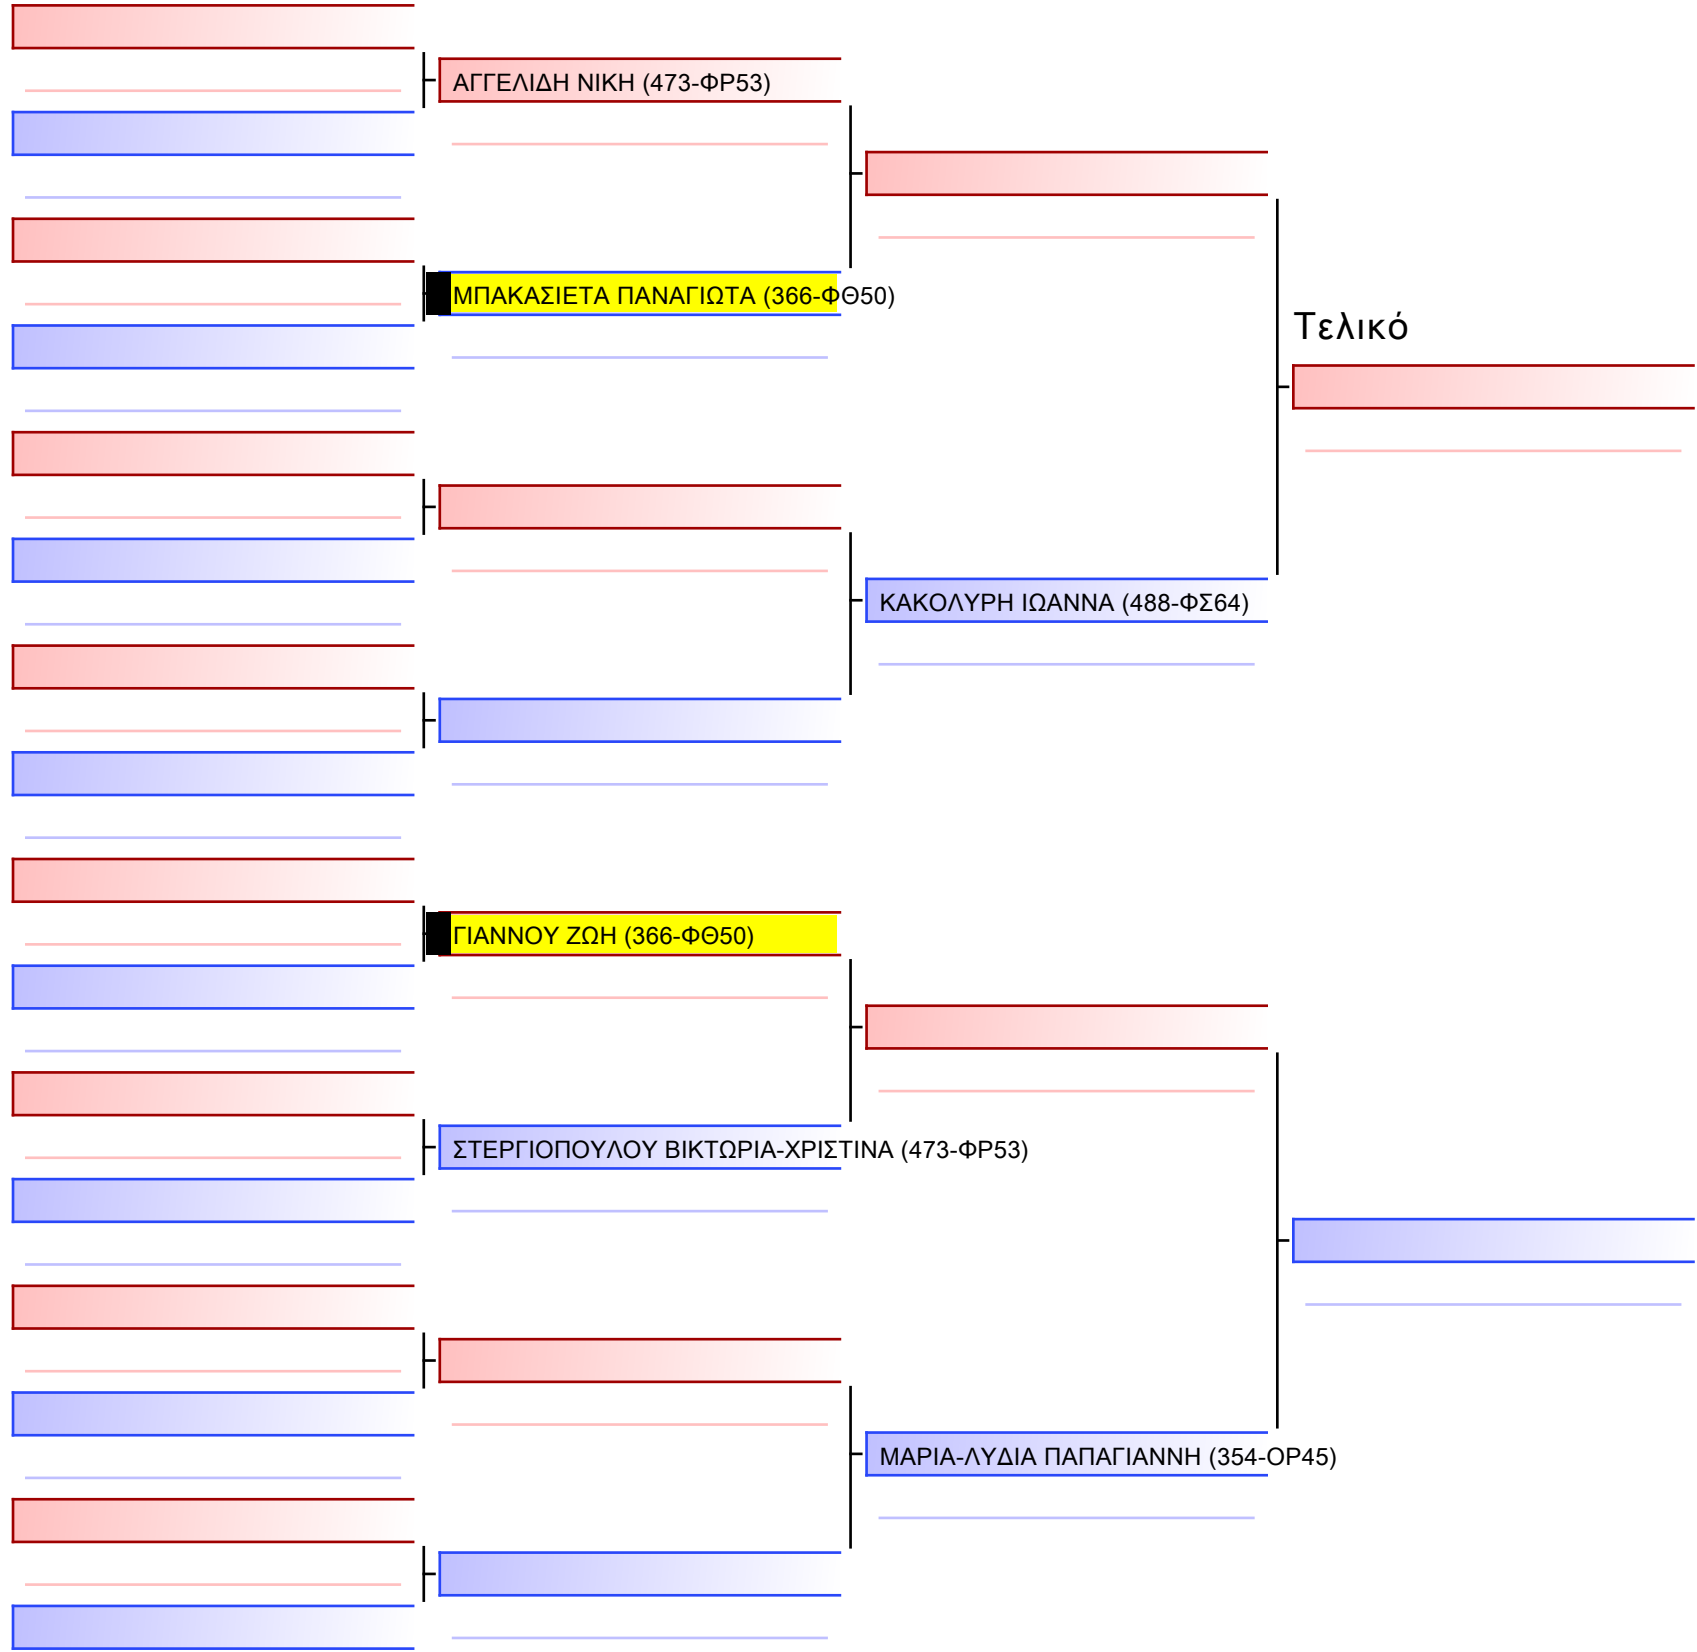 ΑΓΓΕΛΙΔΗ ΝΙΚΗ (473-ΦΡ53)
ΜΠΑΚΑΣΙΕΤΑ ΠΑΝΑΓΙΩΤΑ (366-ΦΘ50)
Τελικό
ΚΑΚΟΛΥΡΗ ΙΩΑΝΝΑ (488-ΦΣ64)
ΓΙΑΝΝΟΥ ΖΩΗ (366-ΦΘ50)
ΣΤΕΡΓΙΟΠΟΥΛΟΥ ΒΙΚΤΩΡΙΑ-ΧΡΙΣΤΙΝΑ (473-ΦΡ53)
ΜΑΡΙΑ-ΛΥΔΙΑ ΠΑΠΑΓΙΑΝΝΗ (354-ΟΡ45)